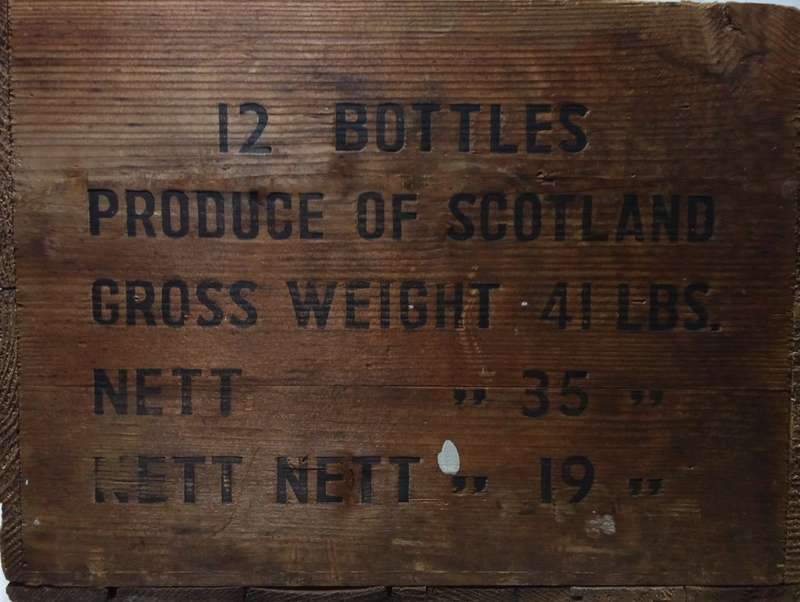 12 BOTTLES
PRODUCE OF SCOTLAND
GROSS WEIGHT 41 LBS.
NETT „ 35 „
NETT NETT „ 19 „